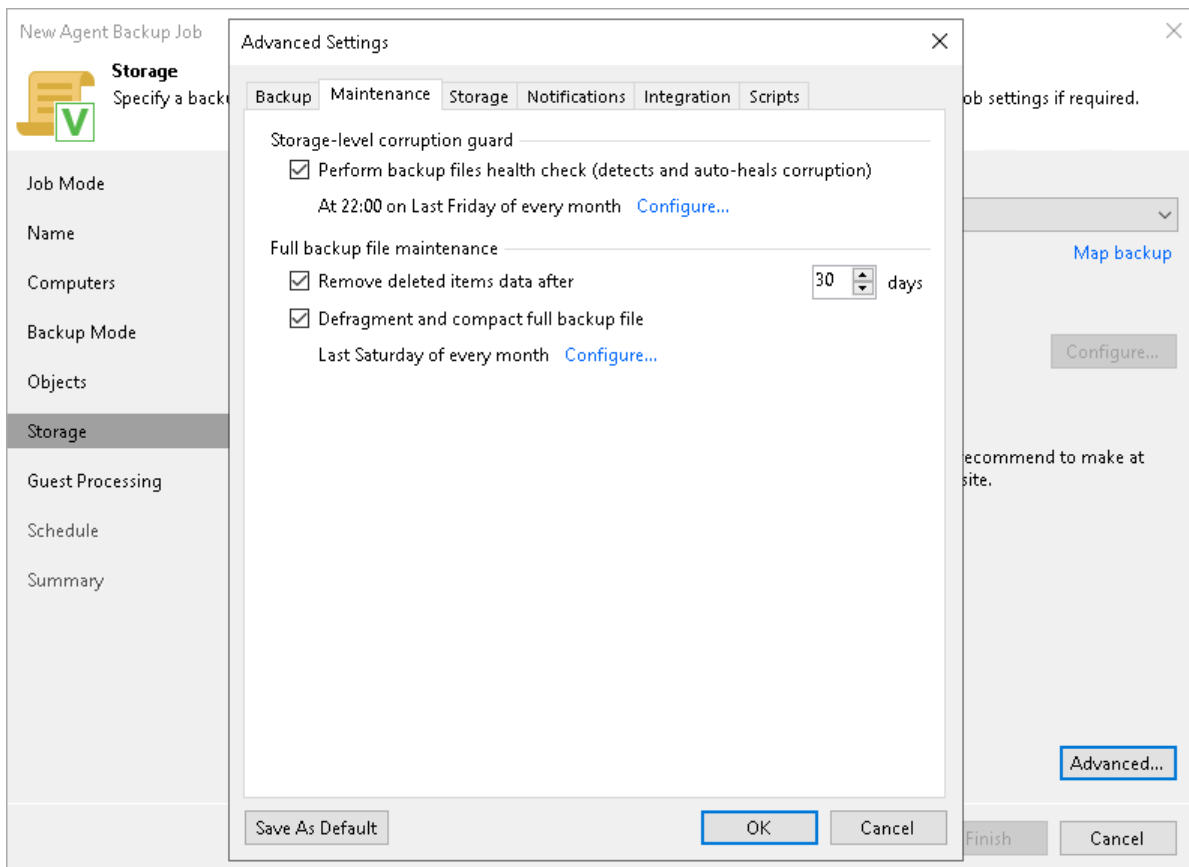 New Agent Backup Job
Storage
Specify a back
ob settings if required.
Job Mode
Name
Computers
Backup Mode
Objects
Storage
Guest Processing
Schedule
Summary
Advanced Settings
Backup Maintenance Storage Notifications Integration Scripts
Storage-level corruption guard
Perform backup files health check (detects and auto-heals corruption)
At 22:00 on Last Friday of every month Configure...
Full backup file maintenance
Remove deleted items data after 30 days
Defragment and compact full backup file
Last Saturday of every month Configure...
Save As Default OK Cancel
Map backup
Configure...
ecommend to make at
site.
Advanced...
Finish Cancel